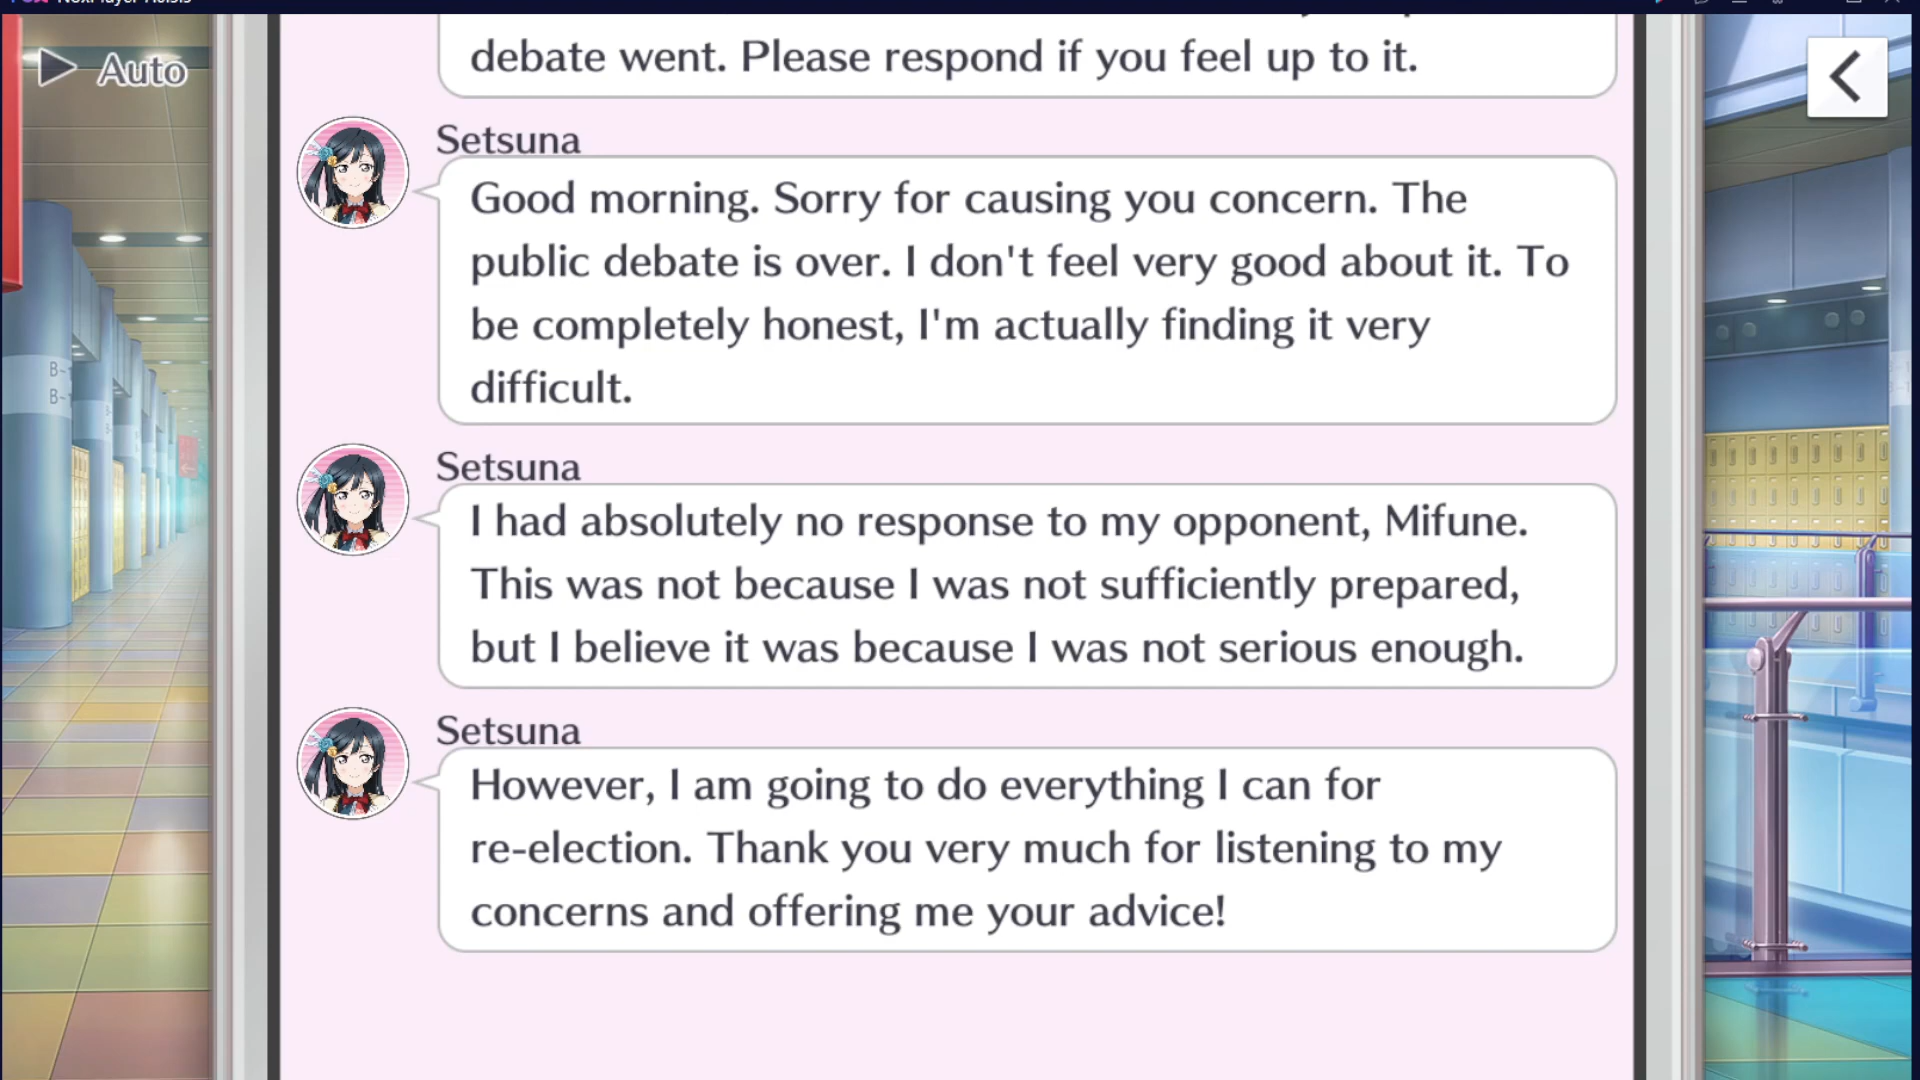 Auto
debate went. Please respond if you feel up to it.
Setsuna
Good morning. Sorry for causing you concern. The
public debate is over. I don't feel very good about it. To
be completely honest, I'm actually finding it very
difficult.
Setsuna
I had absolutely no response to my opponent, Mifune.
This was not because I was not sufficiently prepared,
but I believe it was because I was not serious enough.
Setsuna
However, I am going to do everything I can for
re-election. Thank you very much for listening to my
concerns and offering me your advice!